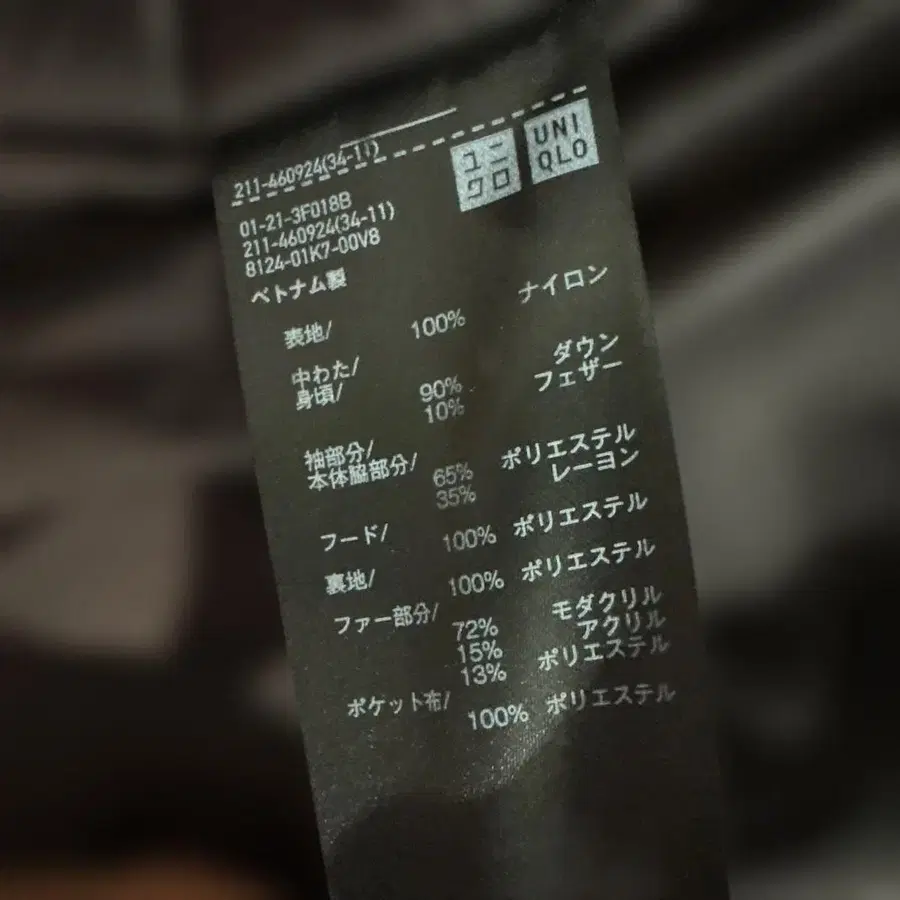 211-460924(34-11)
ユニクロ
UNIQLO
01-21-3F018B
211-460924(34-11)
8124-01K7-00V8
ベトナム製
表地/ 100% ナイロン
中わた/
身頃/ 90% ダウン
10% フェザー
袖部分/
本体脇部分/ 65% ポリエステル
35% レーヨン
フード/ 100% ポリエステル
裏地/ 100% ポリエステル
ファー部分/ 72% モダクリル
15% アクリル
13% ポリエステル
ポケット布/ 100% ポリエステル